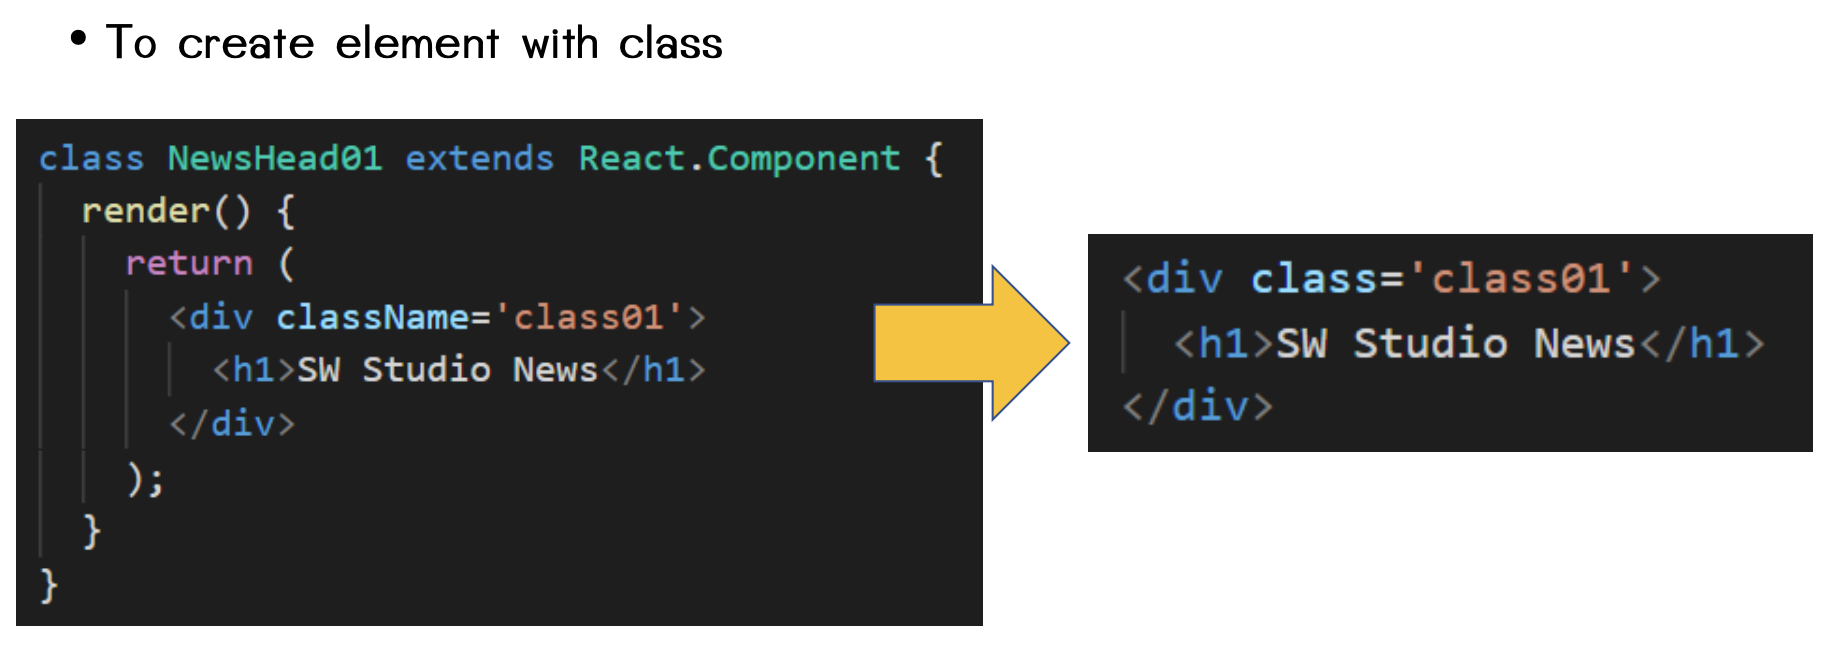 • To create element with class
class NewsHead01 extends React.Component {
render() {
return (
<div className='class01'>
<h1>SW Studio News</h1>
</div>
);
}
}
<div class='class01'>
<h1>SW Studio News</h1>
</div>